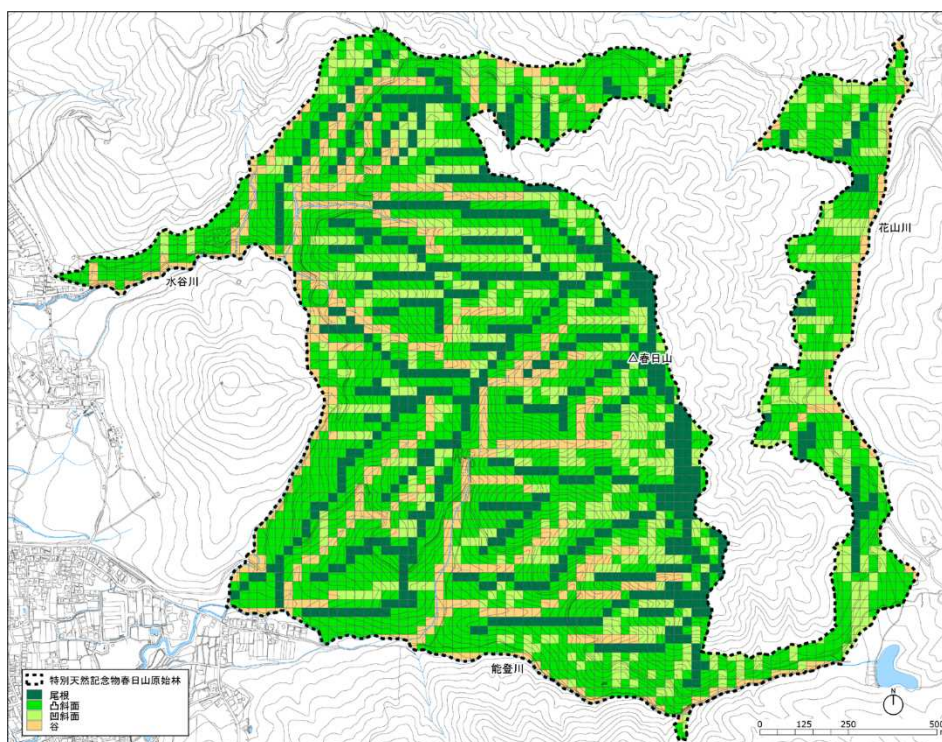 花山川
水谷川
△春日山
能登川
特別天然記念物春日山原始林
尾根
凸斜面
凹斜面
谷
N
0 125 250 500